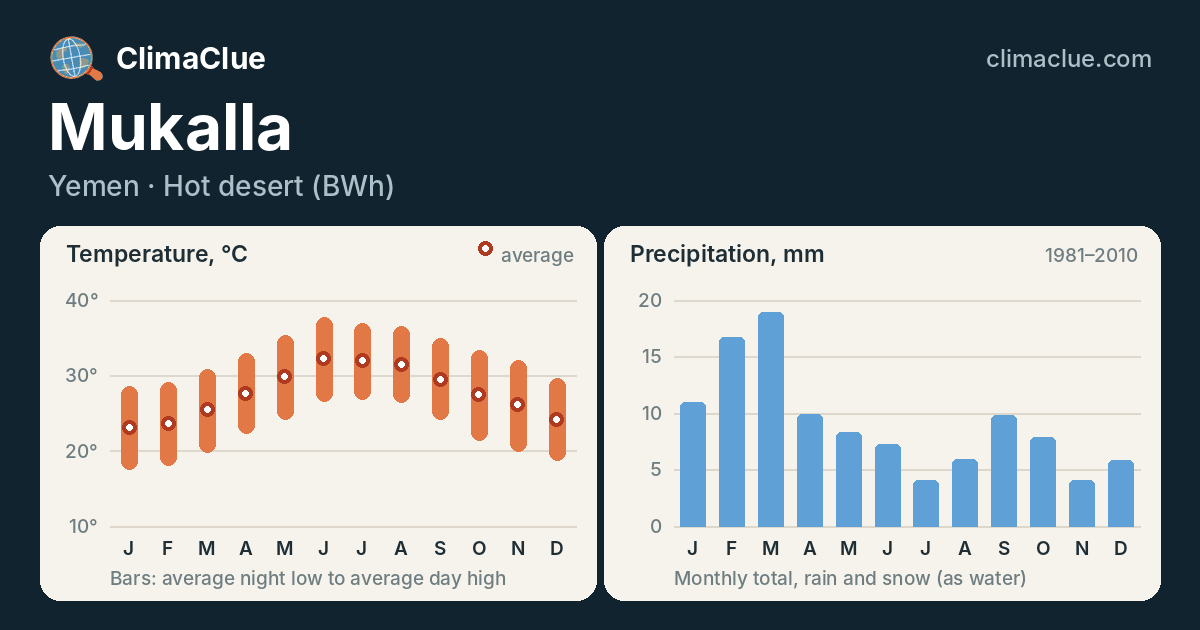 ClimaClue
climaclue.com
Mukalla
Yemen · Hot desert (BWh)
Temperature, °C
average
40°
30°
20°
10°
J F M A M J J A S O N D
Bars: average night low to average day high
Precipitation, mm
1981–2010
20
15
10
5
0
J F M A M J J A S O N D
Monthly total, rain and snow (as water)